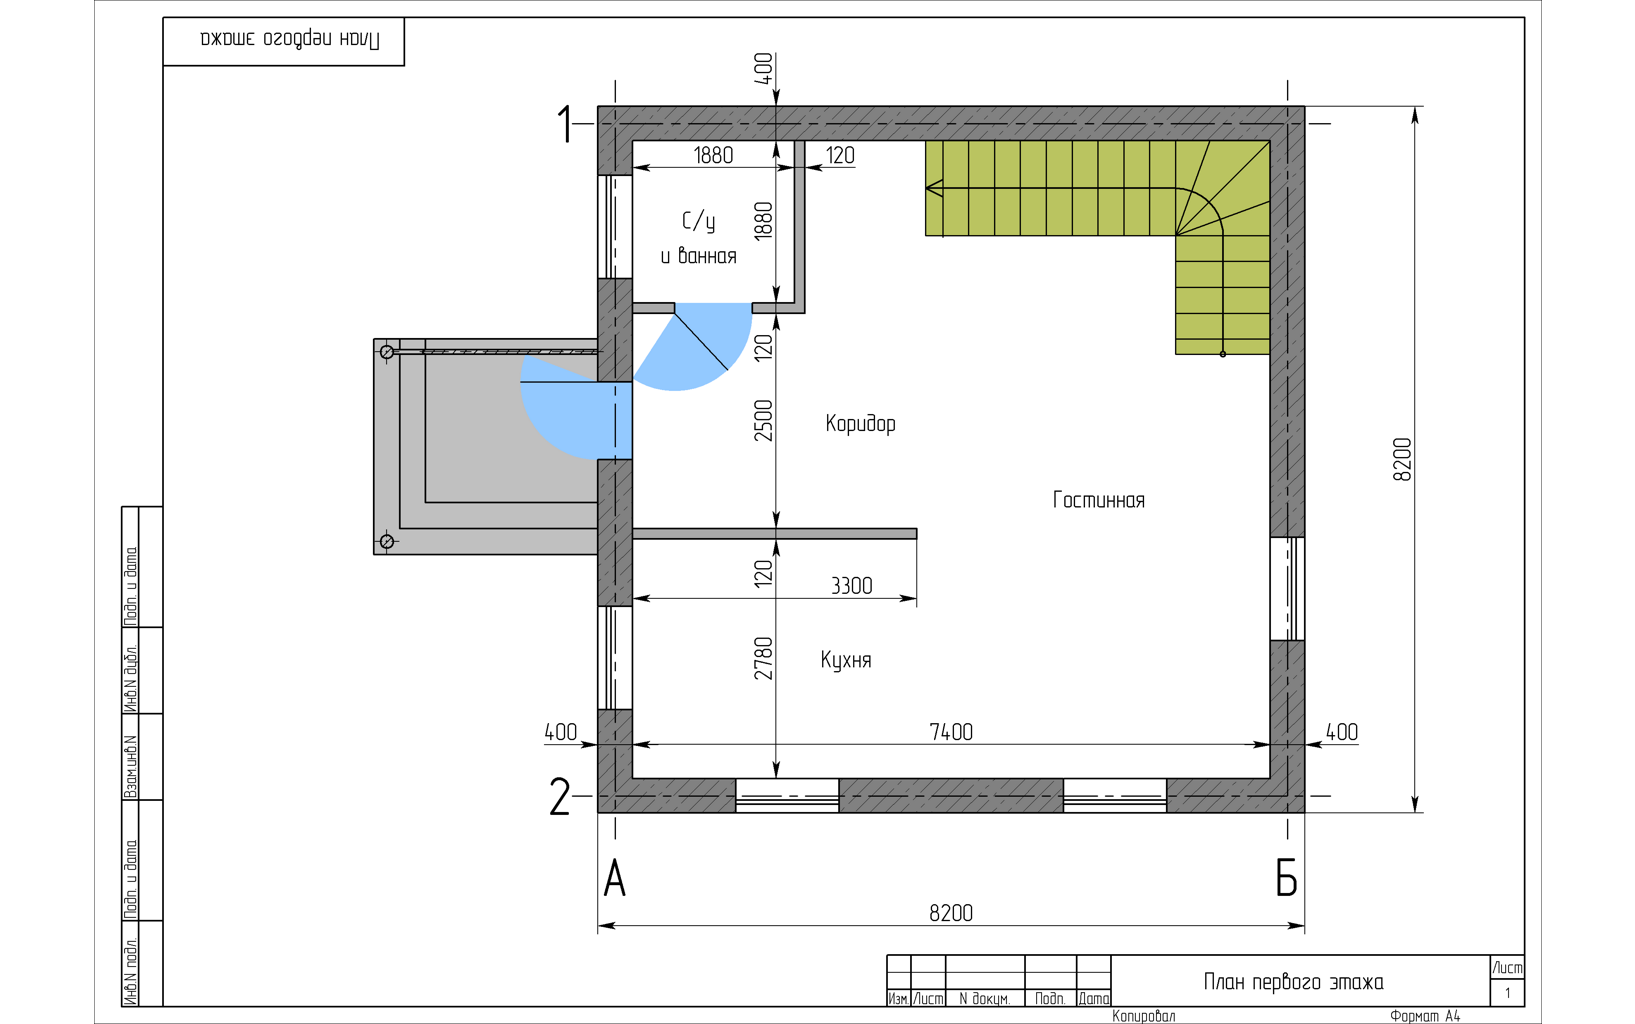 План первого этажа
400
1
1880
120
С/у
и ванная
1880
120
2500
Коридор
Гостинная
8200
120
3300
2780
Кухня
400
7400
400
2
А
Б
8200
Подп. и дата
Инв.N дубл.
Взам.инв.N
Подп. и дата
Инв.N подл.
Изм.
Лист
N докум.
Подп.
Дата
План первого этажа
Лист
1
Копировал
Формат А4